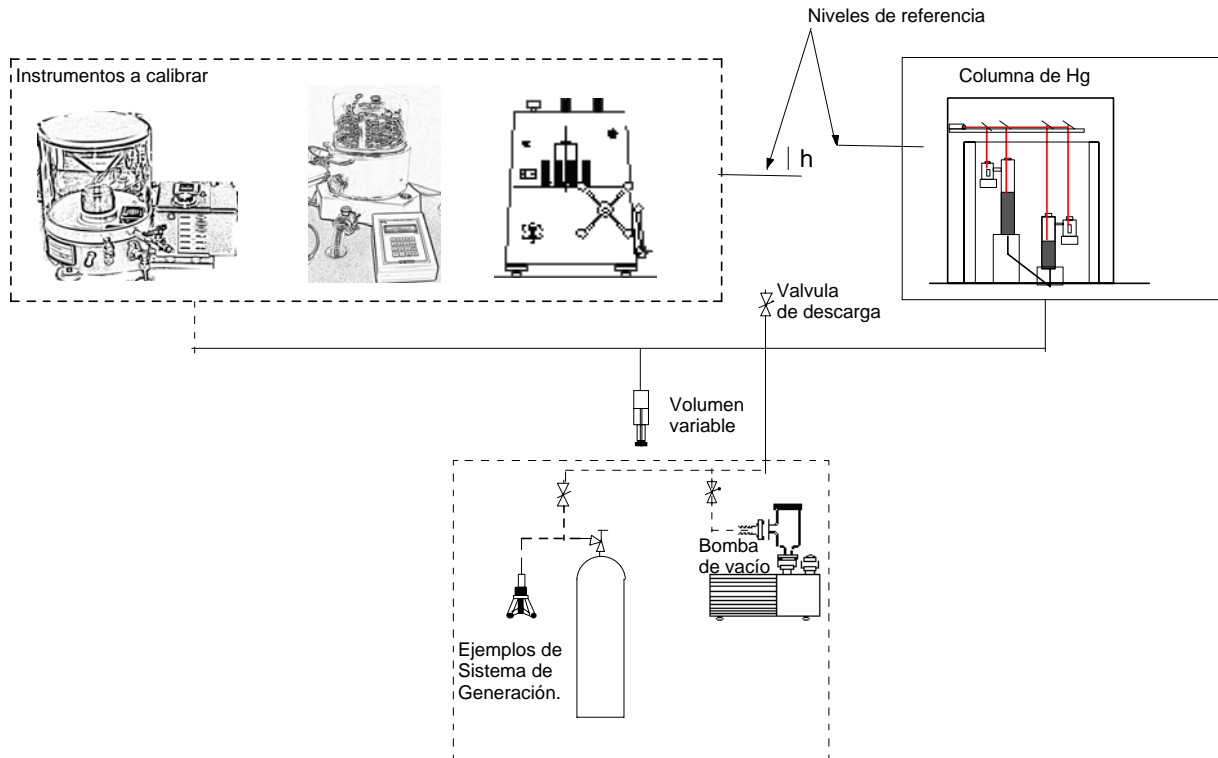 Niveles de referencia
Instrumentos a calibrar
Columna de Hg
h
Valvula
de descarga
Volumen
variable
Bomba
de vacío
Ejemplos de
Sistema de
Generación.